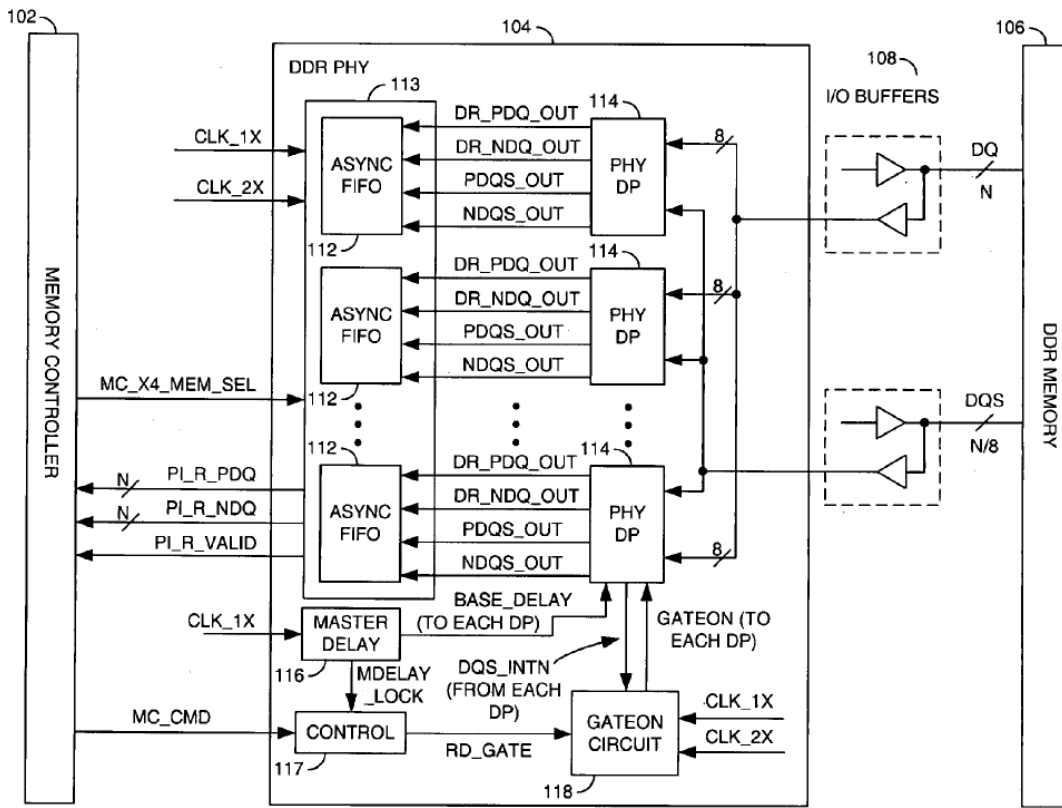 102
104
106
108
DDR PHY
113
114
I/O BUFFERS
CLK_1X
CLK_2X
ASYNC
FIFO
112
DR_PDQ_OUT
DR_NDQ_OUT
PDQS_OUT
NDQS_OUT
PHY
DP
8
DQ
N
MEMORY CONTROLLER
DDR MEMORY
ASYNC
FIFO
112
DR_PDQ_OUT
DR_NDQ_OUT
PDQS_OUT
NDQS_OUT
114
PHY
DP
8
MC_X4_MEM_SEL
DQS
N/8
112
ASYNC
FIFO
DR_PDQ_OUT
DR_NDQ_OUT
PDQS_OUT
NDQS_OUT
114
PHY
DP
8
N PI_R_PDQ
N PI_R_NDQ
PI_R_VALID
CLK_1X
MASTER
DELAY
116
BASE_DELAY
(TO EACH DP)
GATEON (TO
EACH DP)
MDELAY
_LOCK
DQS_INTN
(FROM EACH
DP)
MC_CMD
CONTROL
117
RD_GATE
GATEON
CIRCUIT
118
CLK_1X
CLK_2X